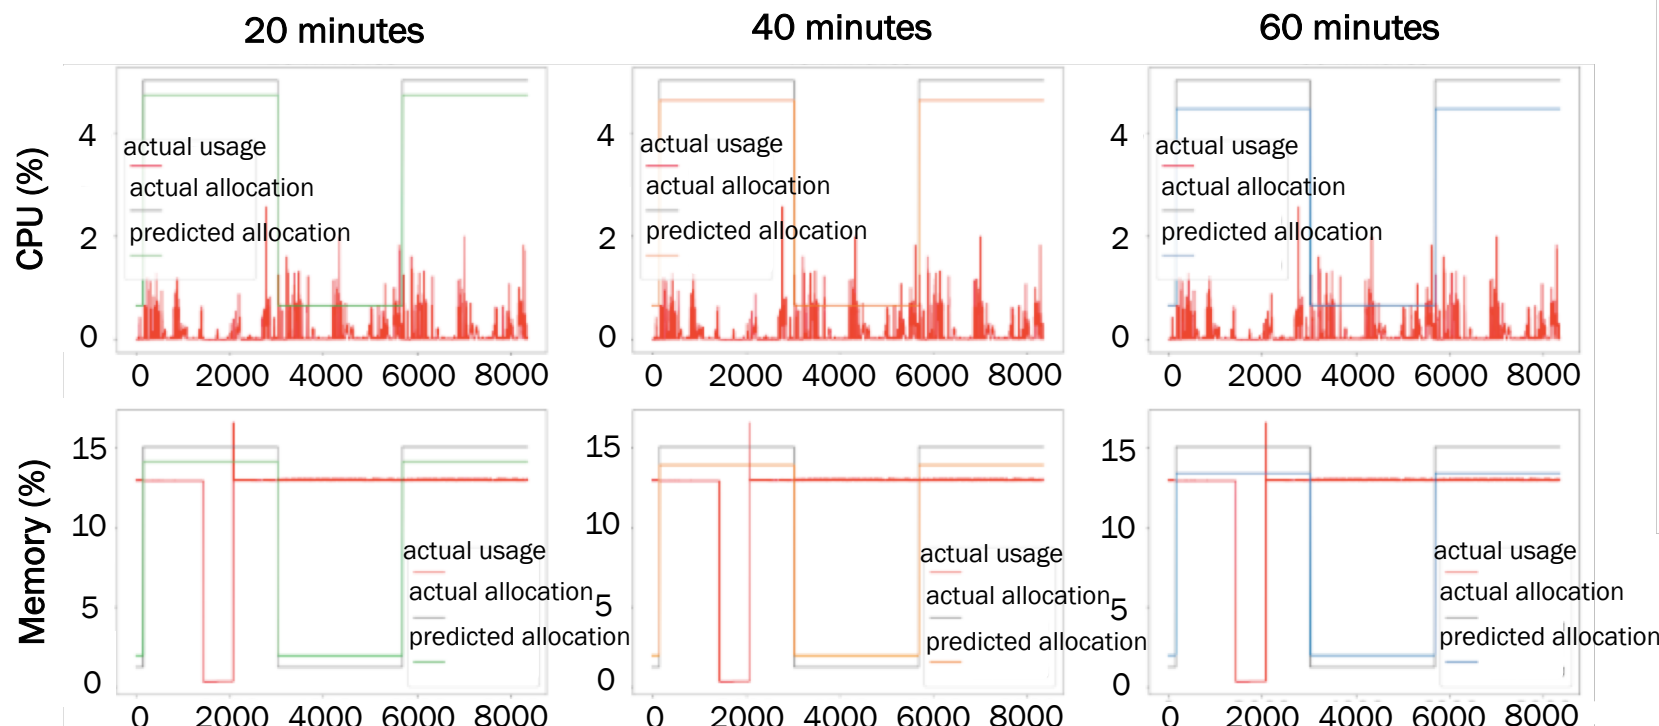 20 minutes 40 minutes 60 minutes
CPU (%)
4 actual usage
actual allocation
2 predicted allocation
0
0 2000 4000 6000 8000
4 actual usage
actual allocation
2 predicted allocation
0
0 2000 4000 6000 8000
4 actual usage
actual allocation
2 predicted allocation
0
0 2000 4000 6000 8000
Memory (%)
15
10
actual usage
actual allocation
5
predicted allocation
0
0 2000 4000 6000 8000
15
10
actual usage
actual allocation
5
predicted allocation
0
0 2000 4000 6000 8000
15
10
actual usage
actual allocation
5
predicted allocation
0
0 2000 4000 6000 8000